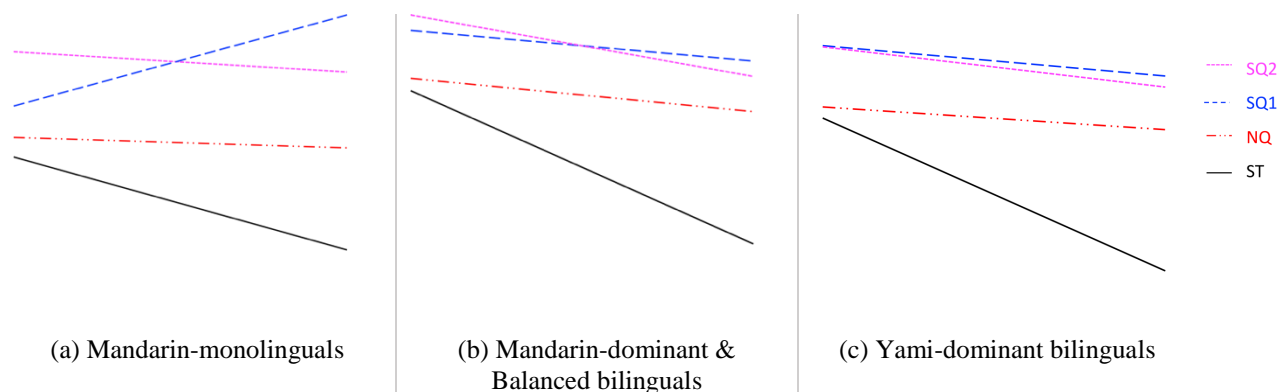 SQ2
SQ1
NQ
ST
(a) Mandarin-monolinguals
(b) Mandarin-dominant &
Balanced bilinguals
(c) Yami-dominant bilinguals